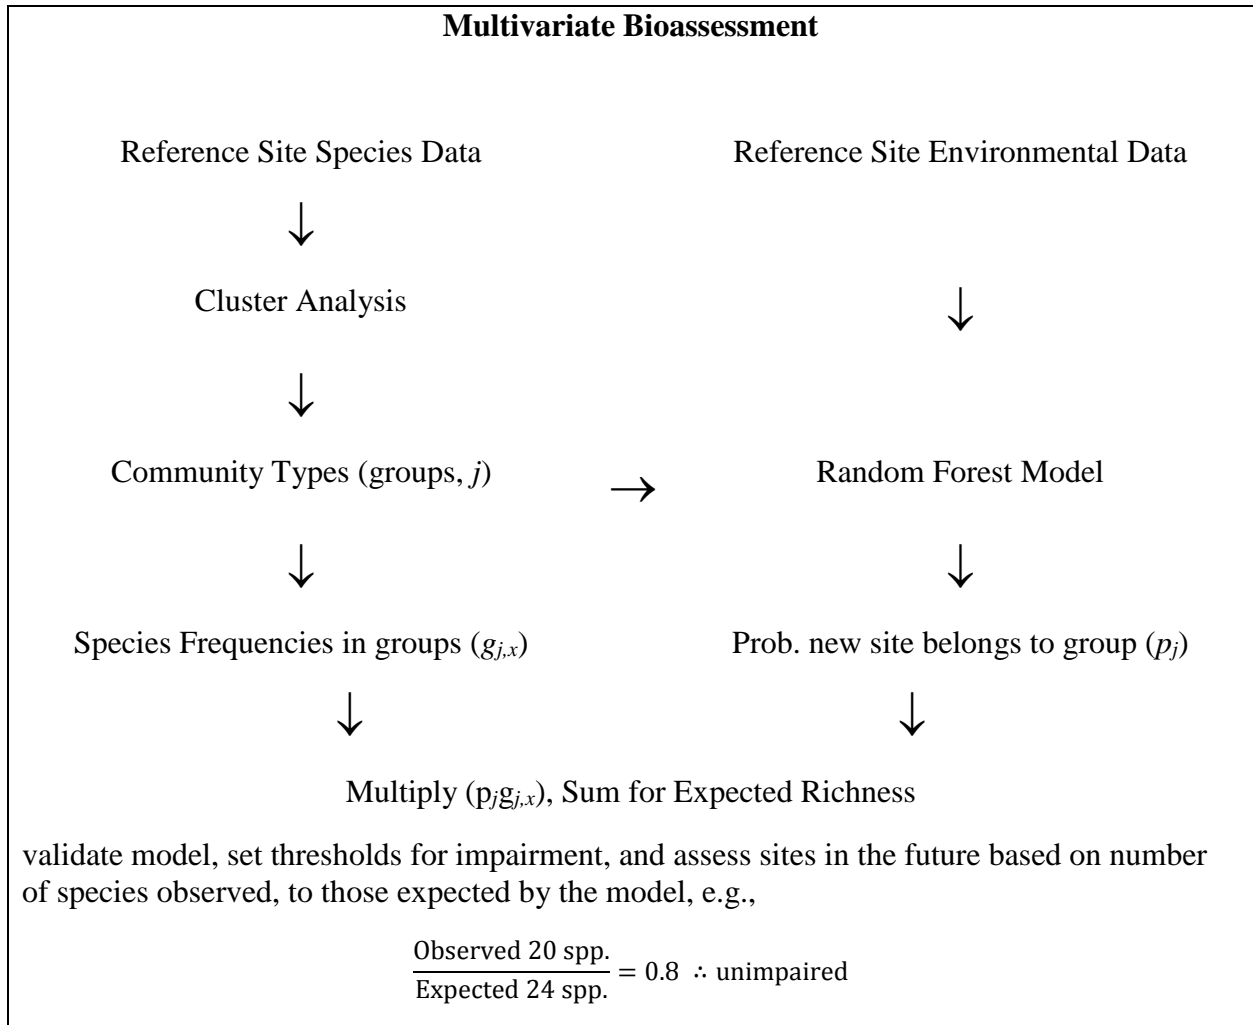 Multivariate Bioassessment
Reference Site Species Data
Reference Site Environmental Data
↓
Cluster Analysis
↓
↓
Community Types (groups, j)
→
Random Forest Model
↓
↓
Species Frequencies in groups (gj,x)
Prob. new site belongs to group (pj)
↓
↓
Multiply (pjgj,x), Sum for Expected Richness
validate model, set thresholds for impairment, and assess sites in the future based on number
of species observed, to those expected by the model, e.g.,
Observed 20 spp.
Expected 24 spp.
= 0.8 ∴ unimpaired